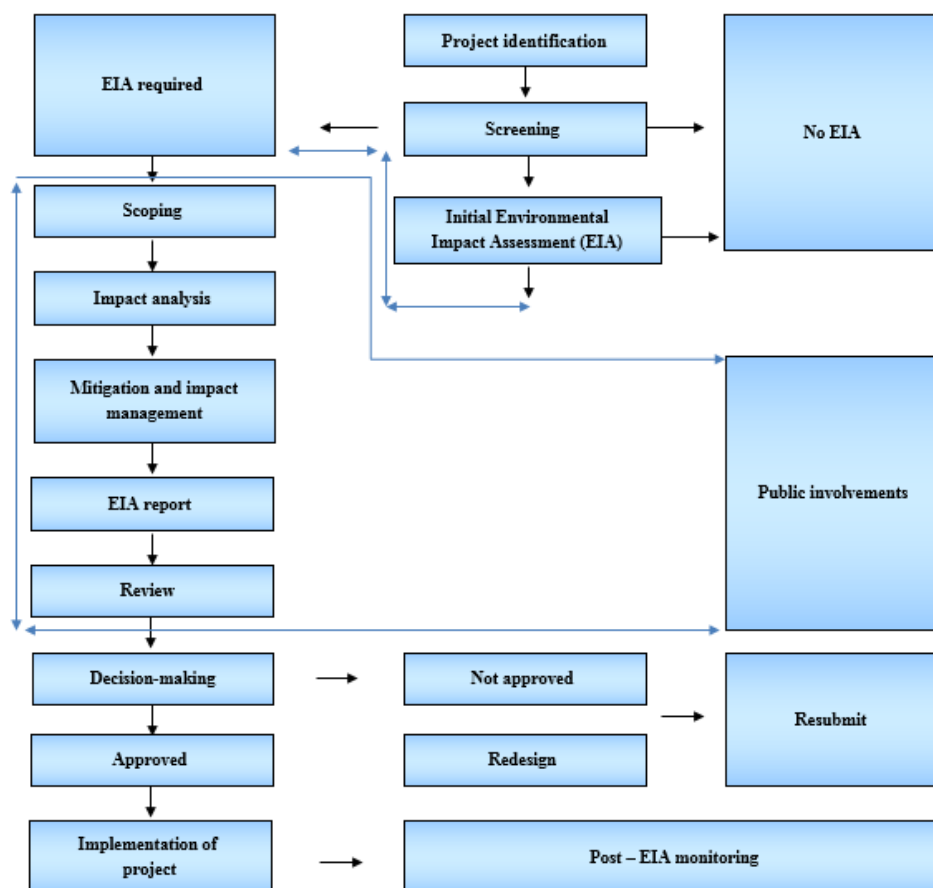 Project identification
EIA required
Screening
No EIA
Scoping
Initial Environmental
Impact Assessment (EIA)
Impact analysis
Mitigation and impact
management
EIA report
Public involvements
Review
Decision-making
Not approved
Resubmit
Approved
Redesign
Implementation of
project
Post – EIA monitoring